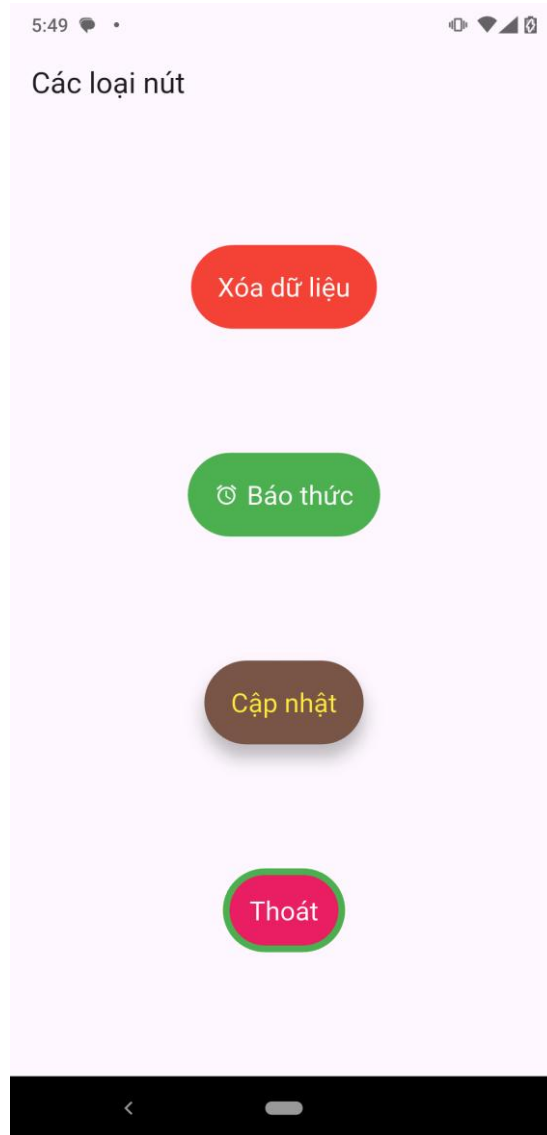 5:49
Các loại nút
Xóa dữ liệu
Báo thức
Cập nhật
Thoát